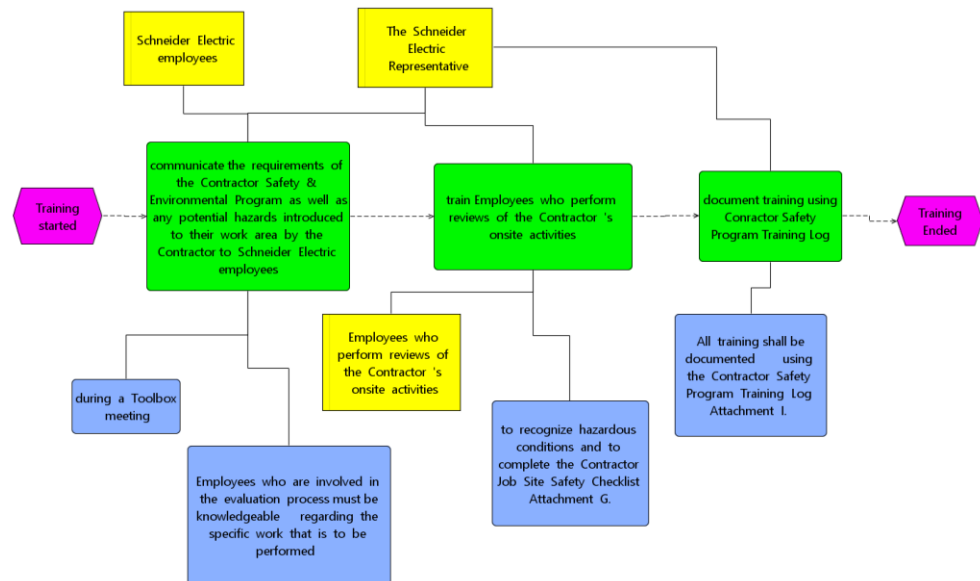 Schneider Electric
employees
The Schneider
Electric
Representative
Training
started
communicate the requirements of
the Contractor Safety &
Environmental Program as well as
any potential hazards introduced
to their work area by the
Contractor to Schneider Electric
employees
train Employees who perform
reviews of the Contractor 's
onsite activities
document training using
Conractor Safety
Program Training Log
Training
Ended
during a Toolbox
meeting
Employees who
perform reviews of
the Contractor 's
onsite activities
All training shall be
documented using
the Contractor Safety
Program Training Log
Attachment I.
Employees who are involved in
the evaluation process must be
knowledgeable regarding the
specific work that is to be
performed
to recognize hazardous
conditions and to
complete the Contractor
Job Site Safety Checklist
Attachment G.